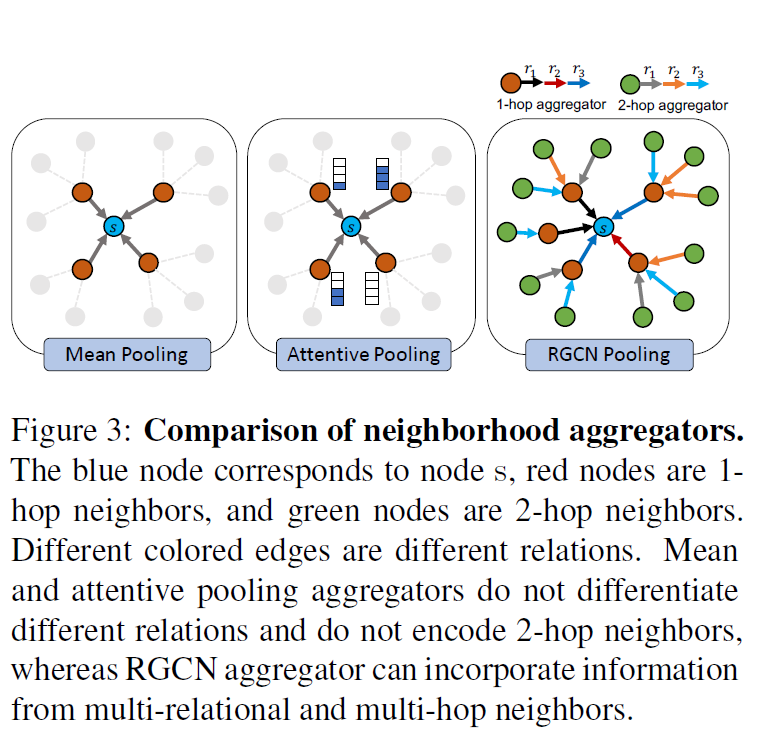 r1 r2 r3
r1 r2 r3
1-hop aggregator
2-hop aggregator
s
s
s
Mean Pooling
Attentive Pooling
RGCN Pooling
Figure 3: Comparison of neighborhood aggregators.
The blue node corresponds to node s, red nodes are 1-
hop neighbors, and green nodes are 2-hop neighbors.
Different colored edges are different relations. Mean
and attentive pooling aggregators do not differentiate
different relations and do not encode 2-hop neighbors,
whereas RGCN aggregator can incorporate information
from multi-relational and multi-hop neighbors.